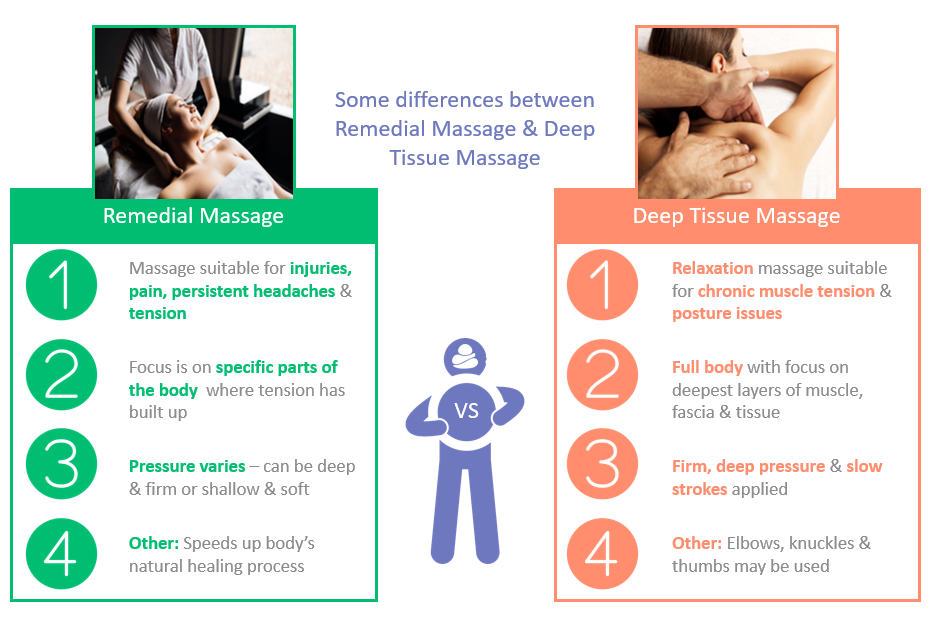 Some differences between
Remedial Massage & Deep
Tissue Massage
Remedial Massage
1
Massage suitable for injuries,
pain, persistent headaches &
tension
2
Focus is on specific parts of
the body where tension has
built up
3
Pressure varies – can be deep
& firm or shallow & soft
4
Other: Speeds up body's
natural healing process
VS
Deep Tissue Massage
1
Relaxation massage suitable
for chronic muscle tension &
posture issues
2
Full body with focus on
deepest layers of muscle,
fascia & tissue
3
Firm, deep pressure & slow
strokes applied
4
Other: Elbows, knuckles &
thumbs may be used